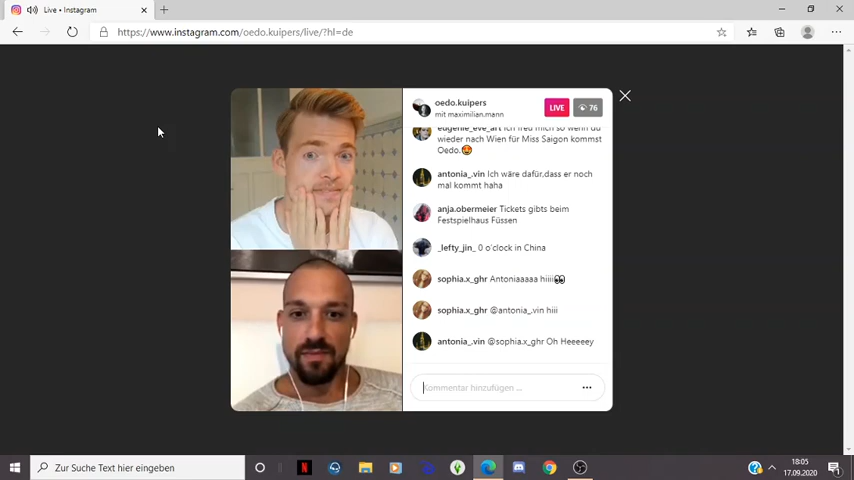 Live • Instagram
https://www.instagram.com/oedo.kuipers/live/?hl=de
oedo.kuipers
mit maximilian.mann
LIVE
76
eugenie_eve_art Ich freu mich so wenn du
wieder nach Wien für Miss Saigon kommst
Oedo.🤩
antonia_.vin Ich wäre dafür,dass er noch
mal kommt haha
anja.obermeier Tickets gibts beim
Festspielhaus Füssen
_lefty_jin_ 0 o'clock in China
sophia.x_ghr Antoniaaaaa hiiii👀
sophia.x_ghr @antonia_.vin hiii
antonia_.vin @sophia.x_ghr Oh Heeeeey
Kommentar hinzufügen ...
Zur Suche Text hier eingeben
18:05
17.09.2020